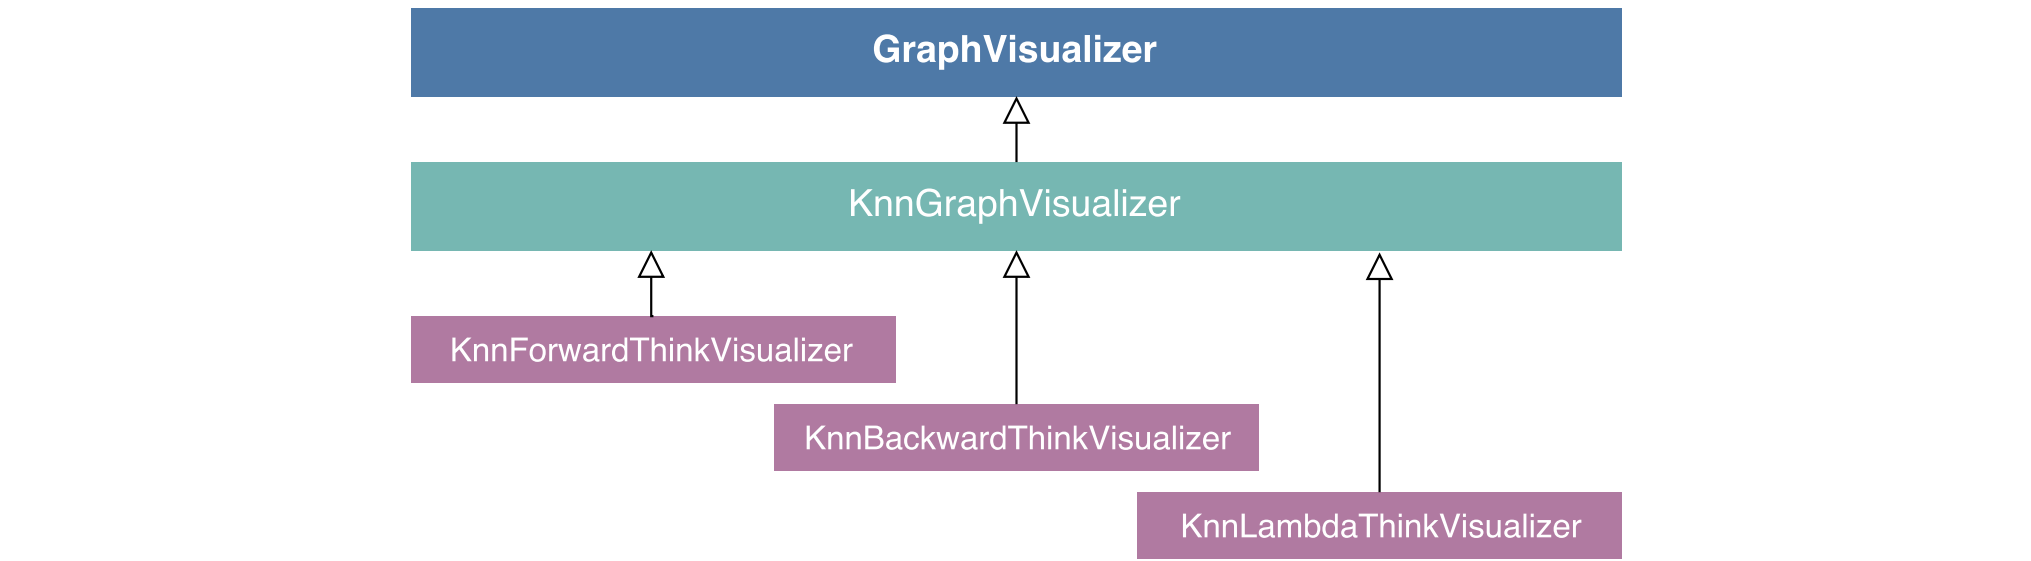 GraphVisualizer
KnnGraphVisualizer
KnnForwardThinkVisualizer
KnnBackwardThinkVisualizer
KnnLambdaThinkVisualizer